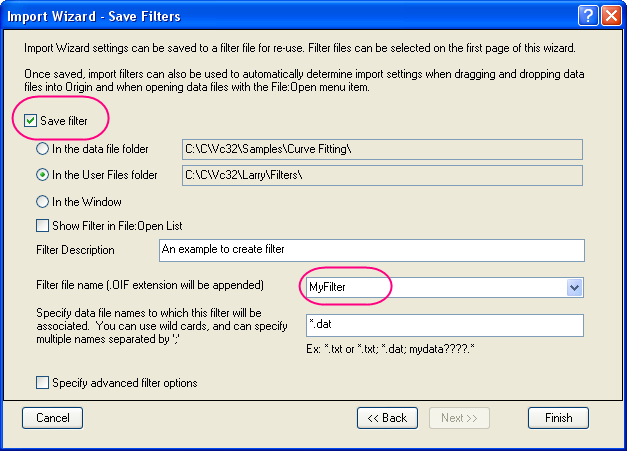 Import Wizard - Save Filters
Import Wizard settings can be saved to a filter file for re-use. Filter files can be selected on the first page of this wizard.
Once saved, import filters can also be used to automatically determine import settings when dragging and dropping data
files into Origin and when opening data files with the File:Open menu item.
Save filter
In the data file folder C:\C\Vc32\Samples\Curve Fitting\
In the User Files folder C:\C\Vc32\Larry\Filters\
In the Window
Show Filter in File:Open List
Filter Description An example to create filter
Filter file name (.OIF extension will be appended) MyFilter
Specify data file names to which this filter will be
associated. You can use wild cards, and can specify
multiple names separated by ';'
*.dat
Ex: *.txt or *.txt; *.dat; mydata????.*
Specify advanced filter options
Cancel << Back Next >> Finish